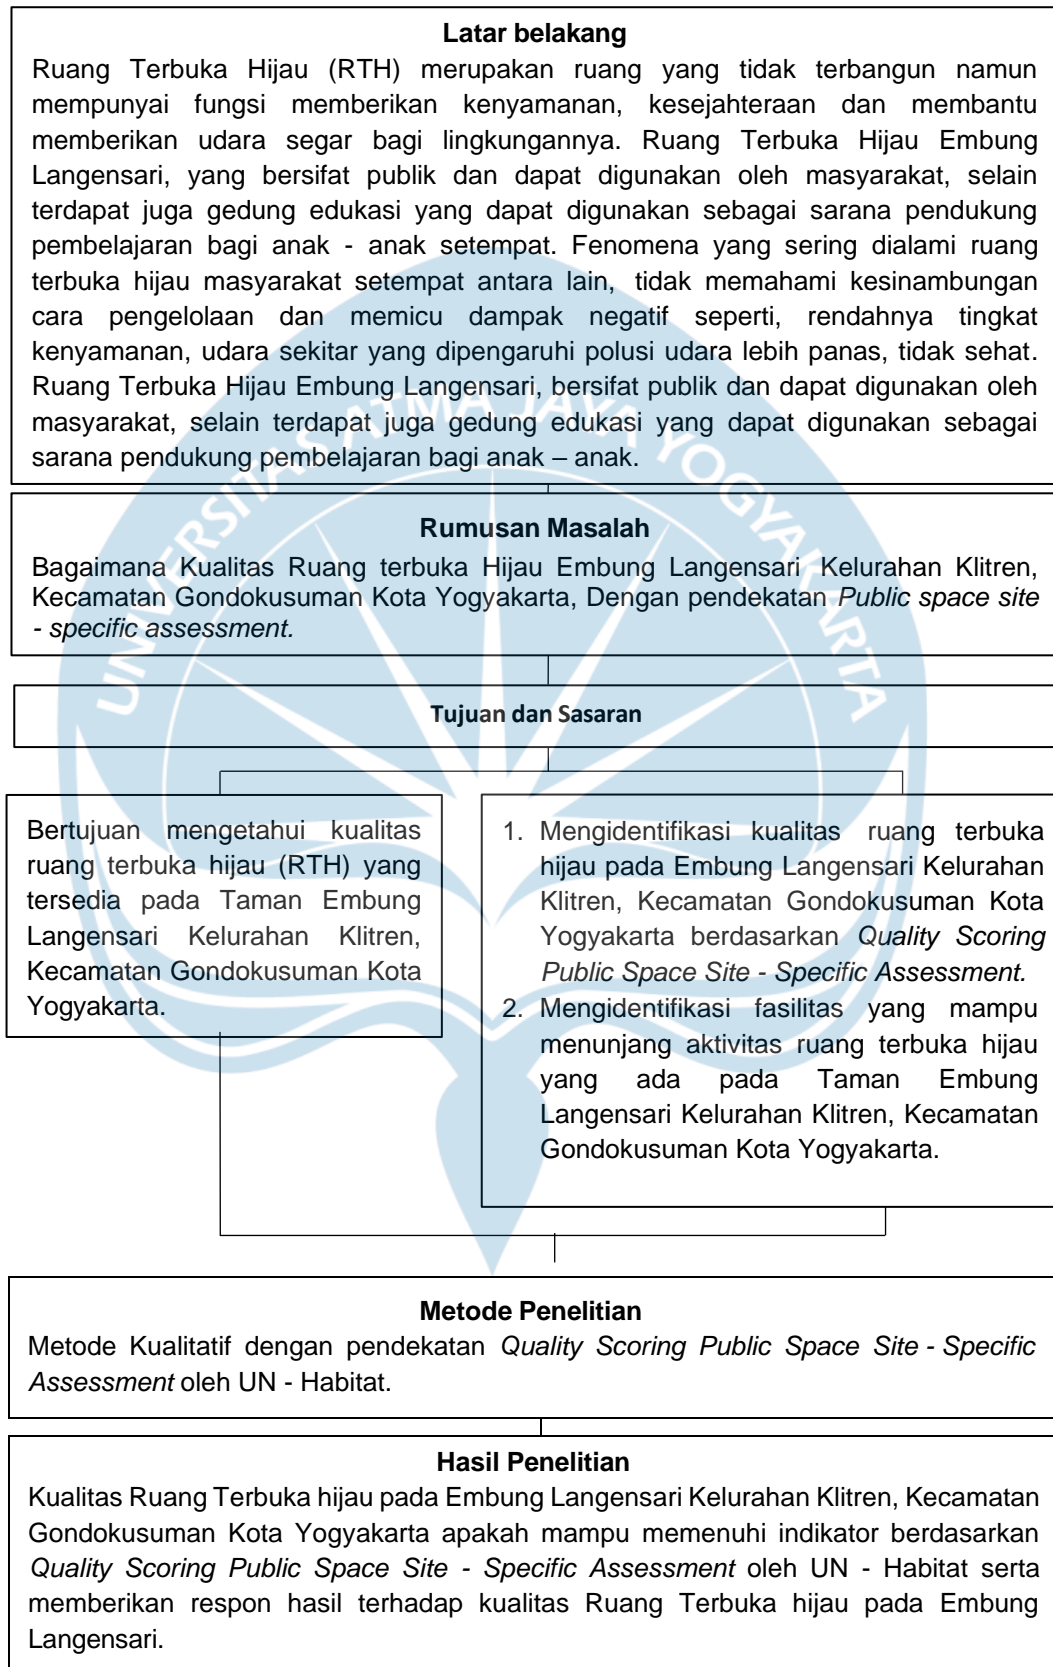 Latar belakang
Ruang Terbuka Hijau (RTH) merupakan ruang yang tidak terbangun namun
mempunyai fungsi memberikan kenyamanan, kesejahteraan dan membantu
memberikan udara segar bagi lingkungannya. Ruang Terbuka Hijau Embung
Langensari, yang bersifat publik dan dapat digunakan oleh masyarakat, selain
terdapat juga gedung edukasi yang dapat digunakan sebagai sarana pendukung
pembelajaran bagi anak - anak setempat. Fenomena yang sering dialami ruang
terbuka hijau masyarakat setempat antara lain, tidak memahami kesinambungan
cara pengelolaan dan memicu dampak negatif seperti, rendahnya tingkat
kenyamanan, udara sekitar yang dipengaruhi polusi udara lebih panas, tidak sehat.
Ruang Terbuka Hijau Embung Langensari, bersifat publik dan dapat digunakan oleh
masyarakat, selain terdapat juga gedung edukasi yang dapat digunakan sebagai
sarana pendukung pembelajaran bagi anak – anak.
UNIVERSITAS ATMA JAYA YOGYAKARTA
Rumusan Masalah
Bagaimana Kualitas Ruang terbuka Hijau Embung Langensari Kelurahan Klitren,
Kecamatan Gondokusuman Kota Yogyakarta, Dengan pendekatan Public space site
- specific assessment.
Tujuan dan Sasaran
Bertujuan mengetahui kualitas
ruang terbuka hijau (RTH) yang
tersedia pada Taman Embung
Langensari Kelurahan Klitren,
Kecamatan Gondokusuman Kota
Yogyakarta.
1. Mengidentifikasi kualitas ruang terbuka
hijau pada Embung Langensari Kelurahan
Klitren, Kecamatan Gondokusuman Kota
Yogyakarta berdasarkan Quality Scoring
Public Space Site - Specific Assessment.
2. Mengidentifikasi fasilitas yang mampu
menunjang aktivitas ruang terbuka hijau
yang ada pada Taman Embung
Langensari Kelurahan Klitren, Kecamatan
Gondokusuman Kota Yogyakarta.
Metode Penelitian
Metode Kualitatif dengan pendekatan Quality Scoring Public Space Site - Specific
Assessment oleh UN - Habitat.
Hasil Penelitian
Kualitas Ruang Terbuka hijau pada Embung Langensari Kelurahan Klitren, Kecamatan
Gondokusuman Kota Yogyakarta apakah mampu memenuhi indikator berdasarkan
Quality Scoring Public Space Site - Specific Assessment oleh UN - Habitat serta
memberikan respon hasil terhadap kualitas Ruang Terbuka hijau pada Embung
Langensari.